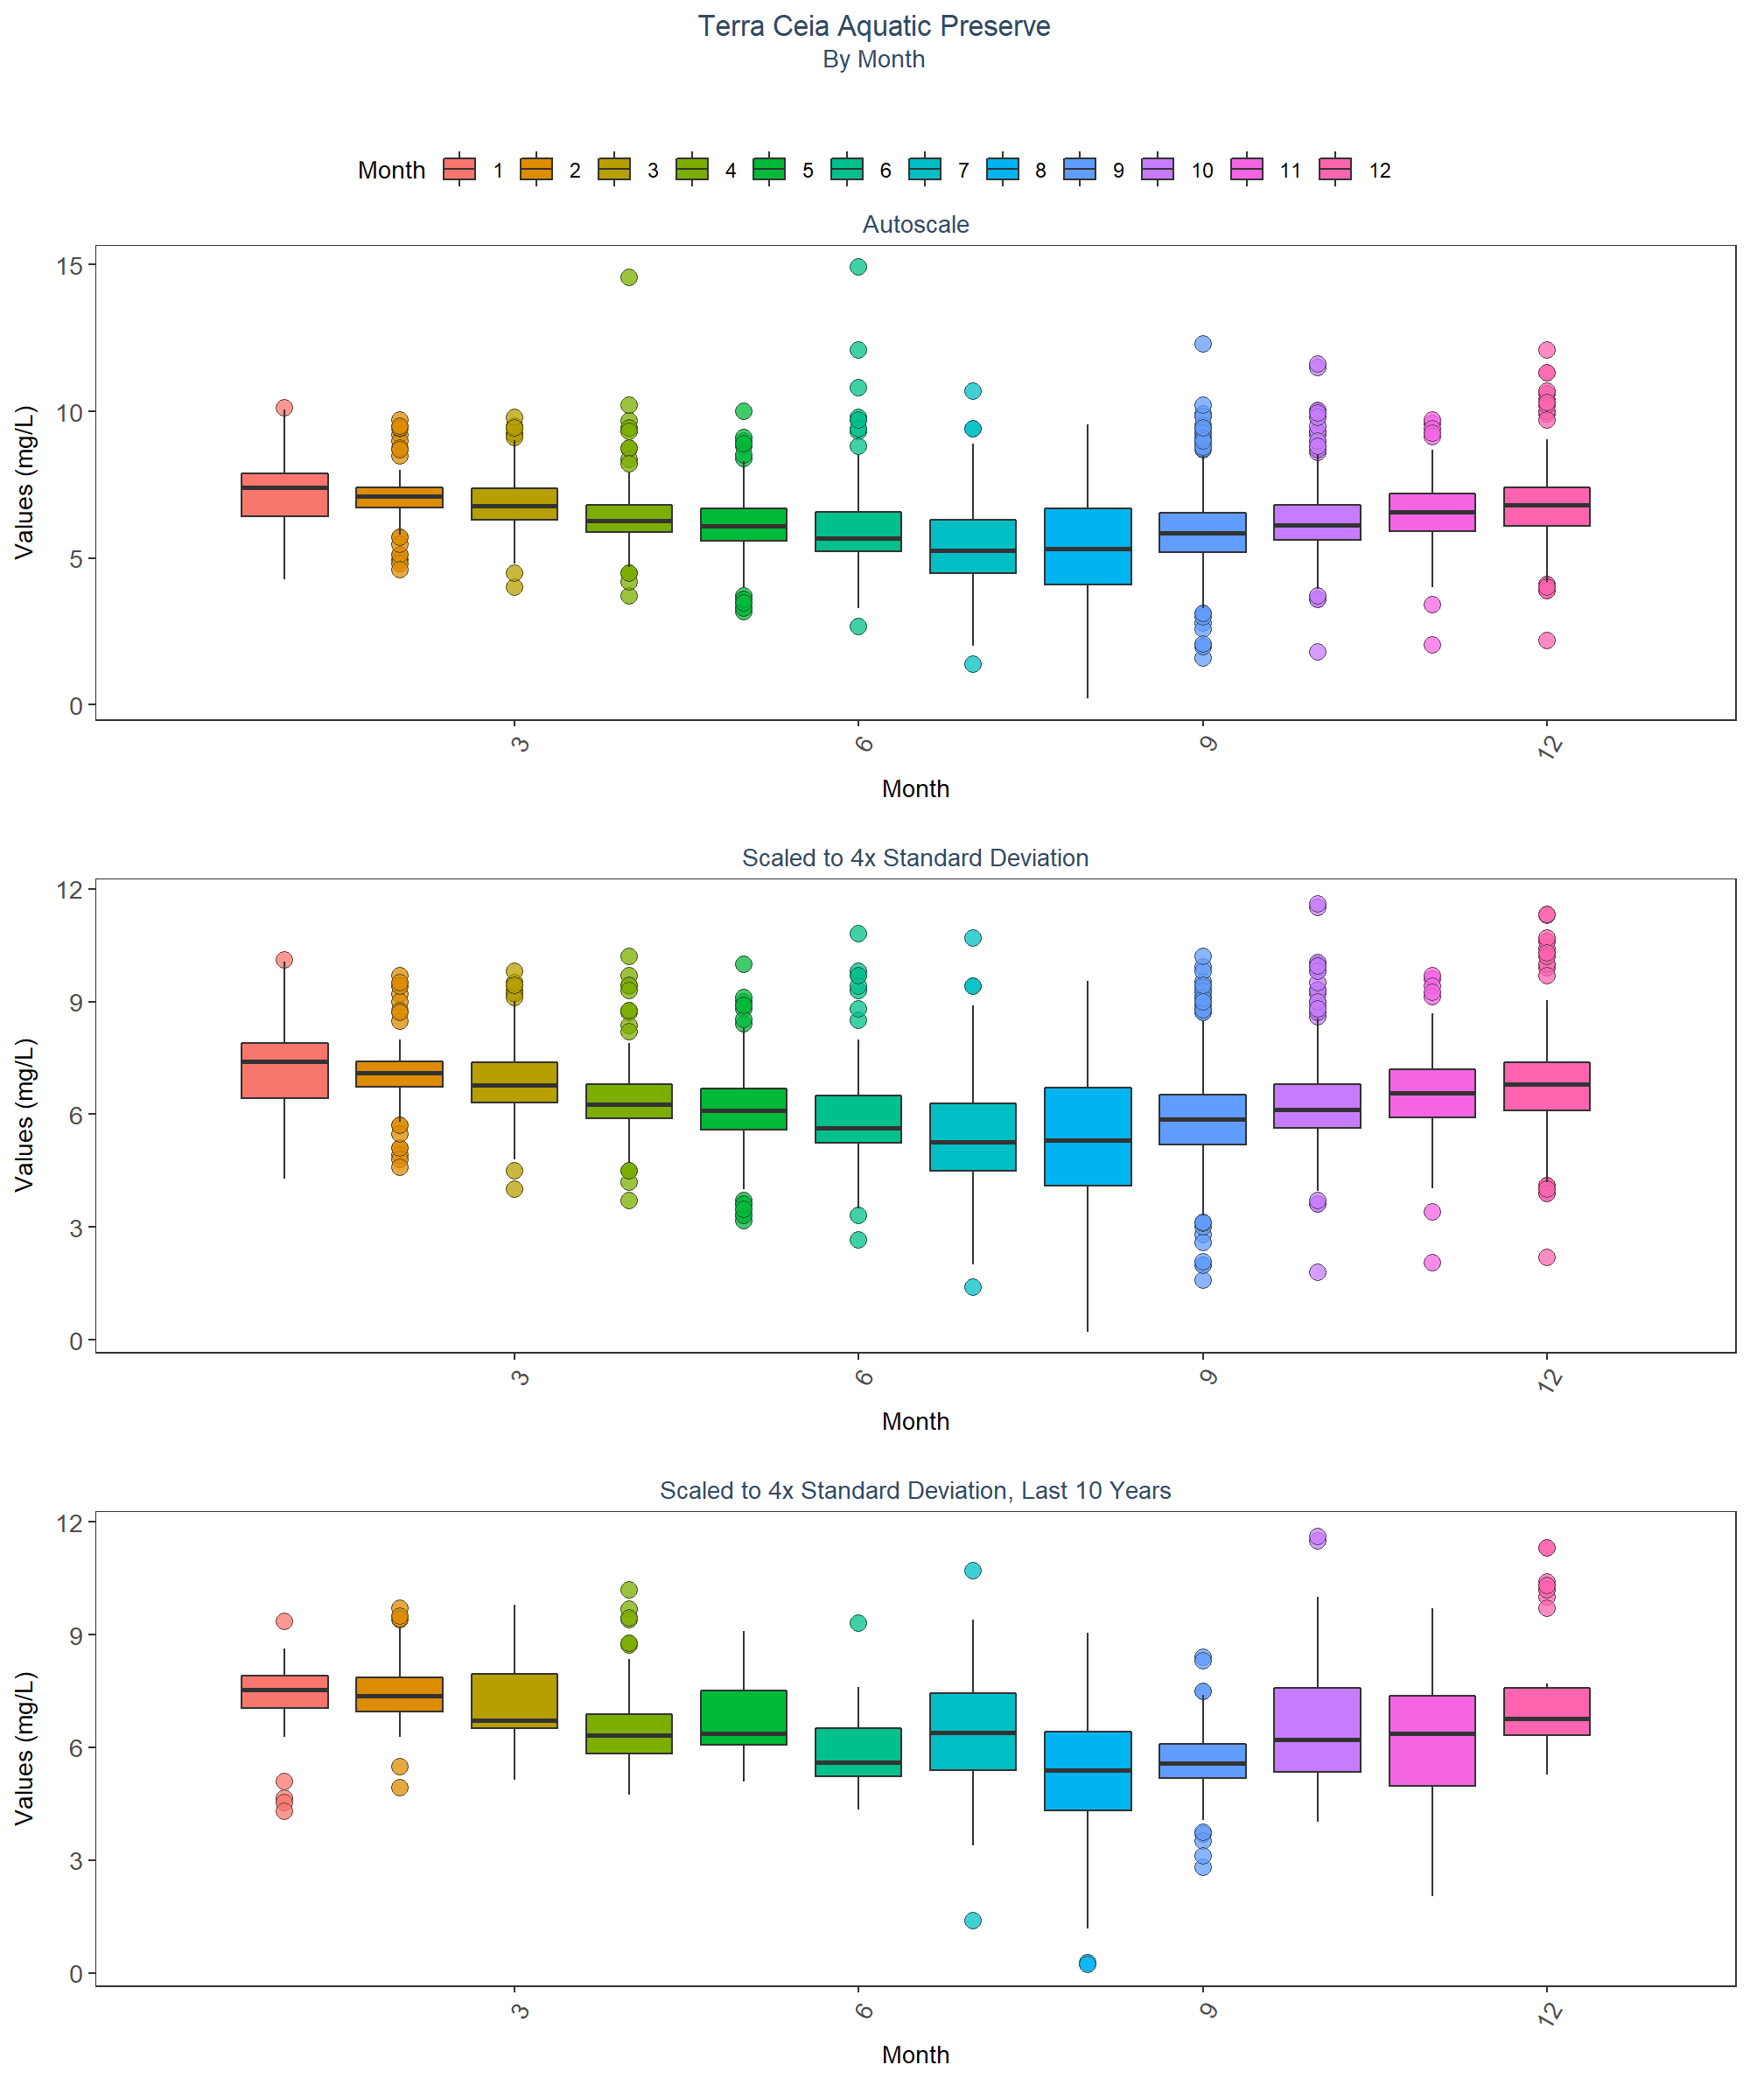 Terra Ceia Aquatic Preserve
By Month
Month 1 2 3 4 5 6 7 8 9 10 11 12
Autoscale
15
10
5
0
Values (mg/L)
3 6 9 12
Month
Scaled to 4x Standard Deviation
12
9
6
3
0
Values (mg/L)
3 6 9 12
Month
Scaled to 4x Standard Deviation, Last 10 Years
12
9
6
3
0
Values (mg/L)
3 6 9 12
Month